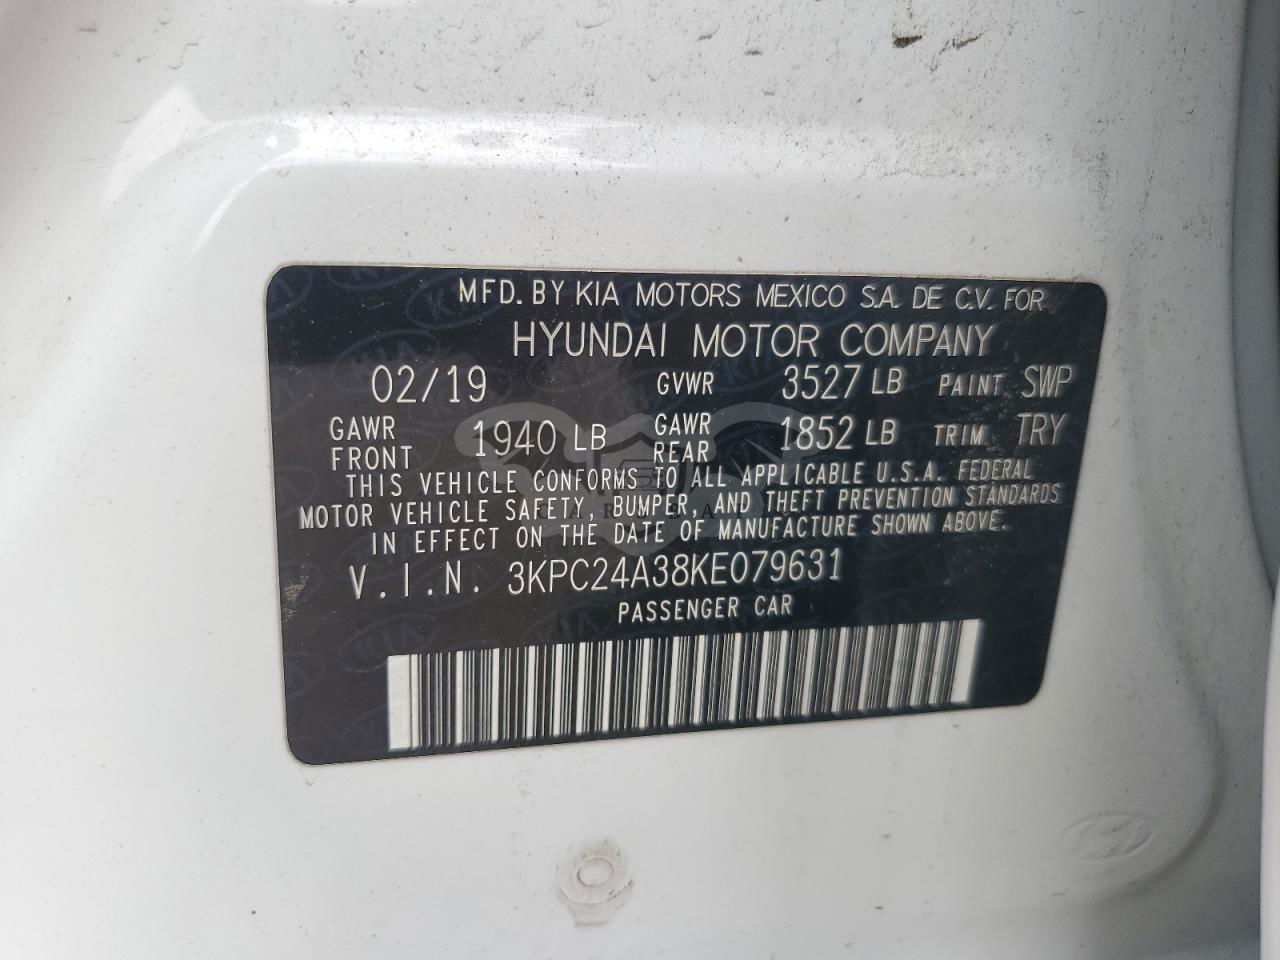 MFD. BY KIA MOTORS MEXICO S.A. DE C.V. FOR
HYUNDAI MOTOR COMPANY
02/19 GVWR 3527 LB PAINT SWP
GAWR FRONT 1940 LB GAWR REAR 1852 LB TRIM TRY
THIS VEHICLE CONFORMS TO ALL APPLICABLE U.S.A. FEDERAL
MOTOR VEHICLE SAFETY, BUMPER, AND THEFT PREVENTION STANDARDS
IN EFFECT ON THE DATE OF MANUFACTURE SHOWN ABOVE.
V.I.N. 3KPC24A38KE079631
PASSENGER CAR